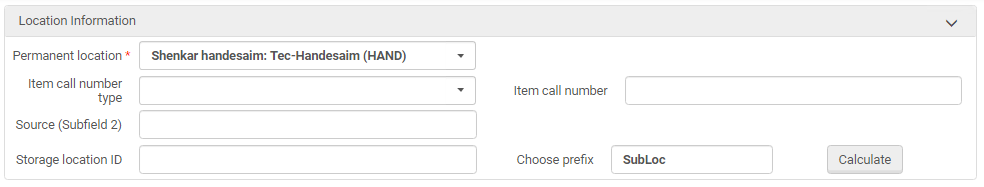 Location Information
Permanent location * Shenkar handesaim: Tec-Handesaim (HAND)
Item call number type Item call number
Source (Subfield 2)
Storage location ID Choose prefix SubLoc Calculate